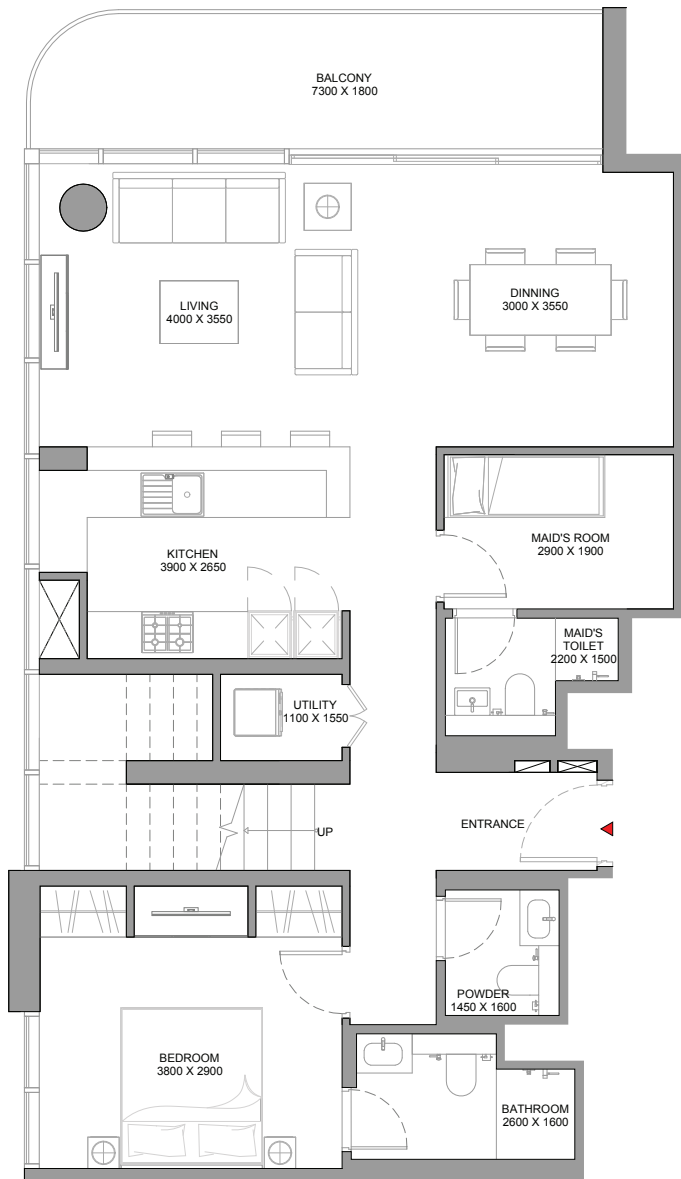 BALCONY
7300 X 1800
LIVING
4000 X 3550
DINNING
3000 X 3550
KITCHEN
3900 X 2650
MAID'S ROOM
2900 X 1900
MAID'S
TOILET
2200 X 1500
UTILITY
1100 X 1550
UP
ENTRANCE
POWDER
1450 X 1600
BEDROOM
3800 X 2900
BATHROOM
2600 X 1600